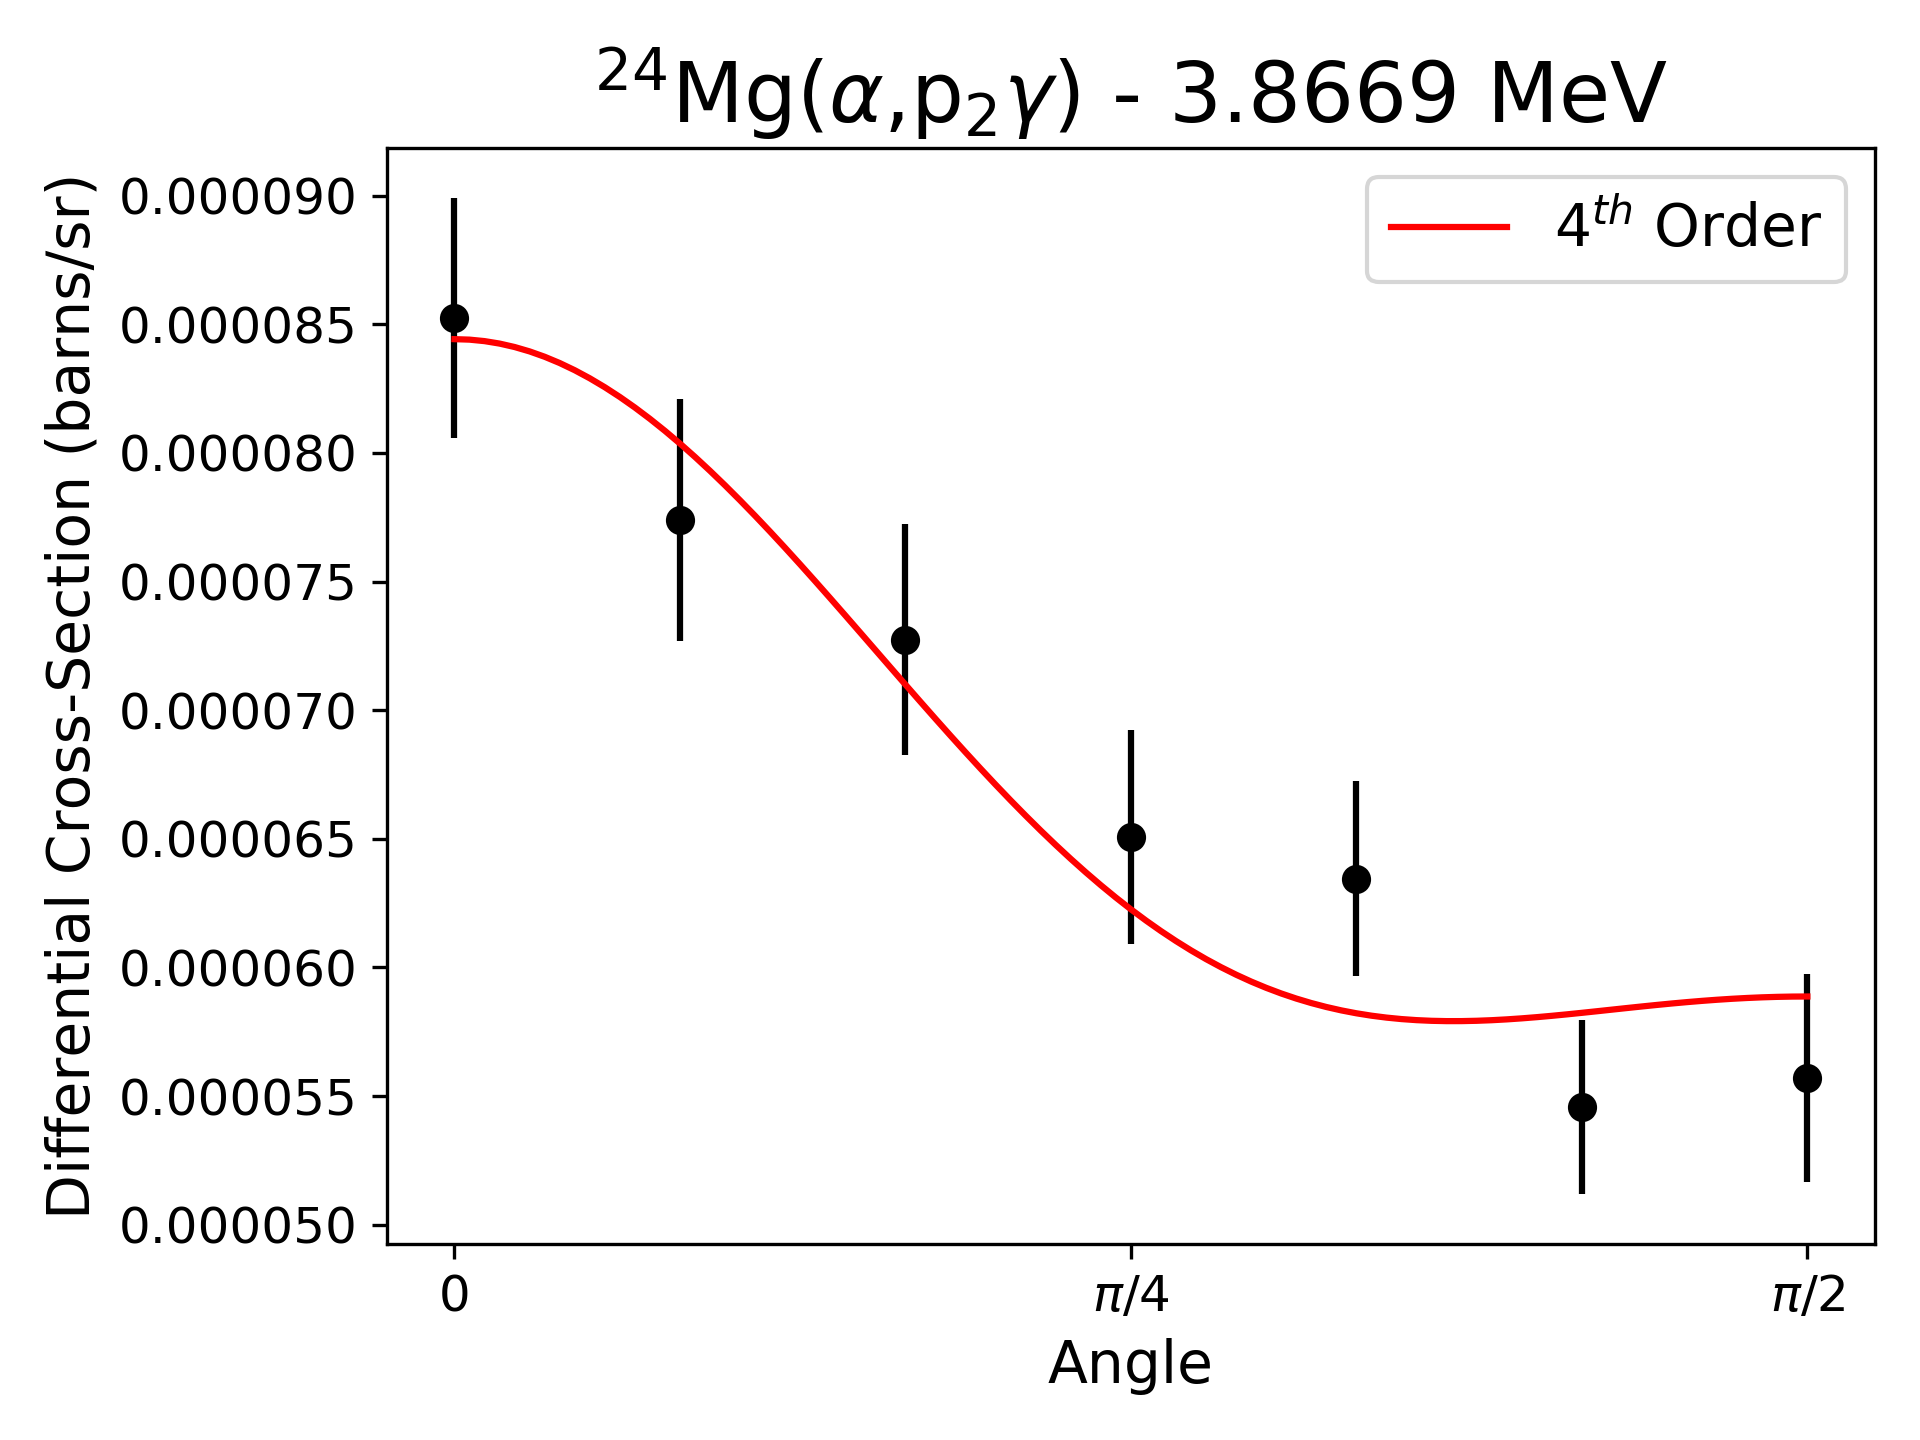 ²⁴Mg(α,p₂γ) - 3.8669 MeV
4ᵗʰ Order
Differential Cross-Section (barns/sr)
0.000090
0.000085
0.000080
0.000075
0.000070
0.000065
0.000060
0.000055
0.000050
0 π/4 π/2
Angle